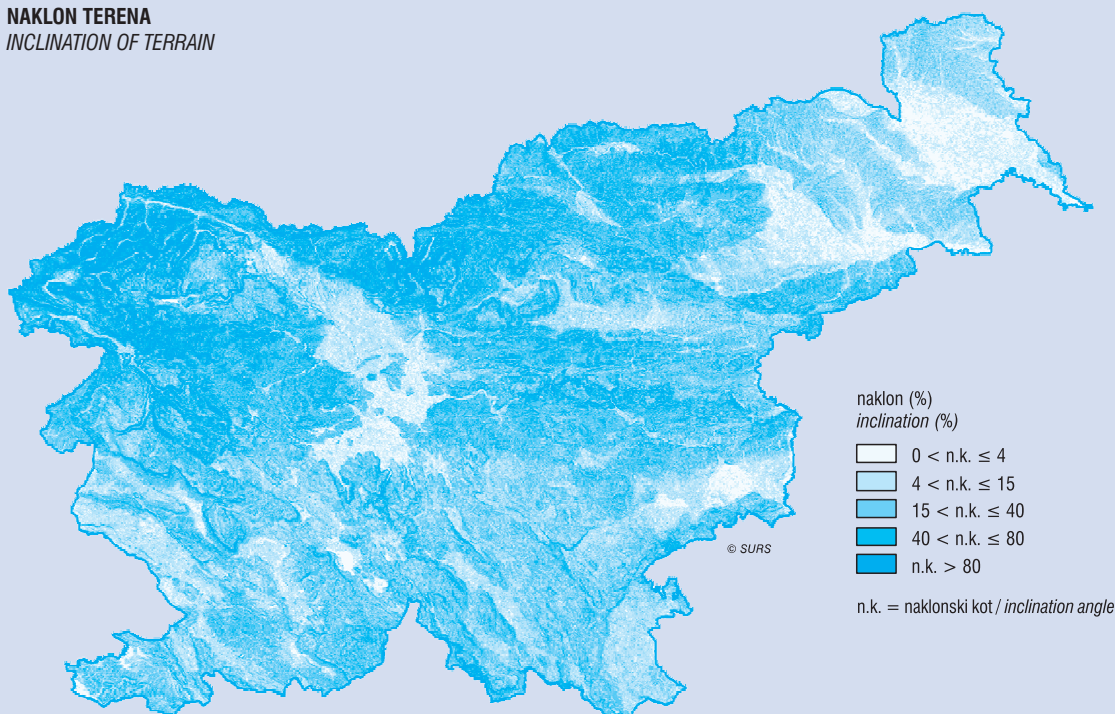 NAKLON TERENA
INCLINATION OF TERRAIN
naklon (%)
inclination (%)
0 < n.k. ≤ 4
4 < n.k. ≤ 15
15 < n.k. ≤ 40
40 < n.k. ≤ 80
n.k. > 80
© SURS
n.k. = naklonski kot / inclination angle